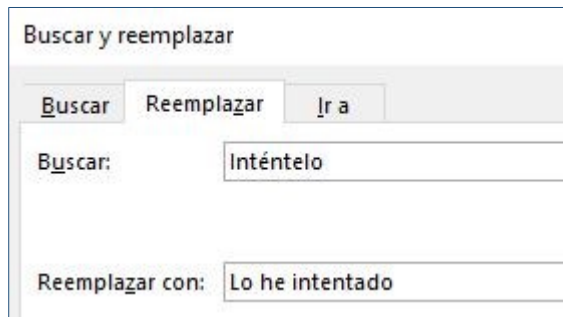 Buscar y reemplazar
Buscar Reemplazar Ir a
Buscar: Inténtelo
Reemplazar con: Lo he intentado